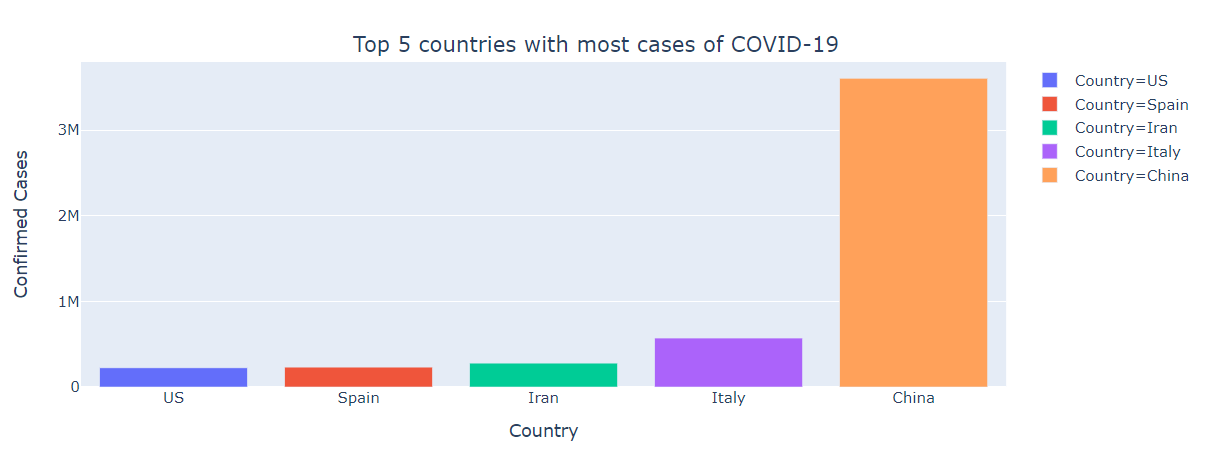 Top 5 countries with most cases of COVID-19
Confirmed Cases
3M
2M
1M
0
US
Spain
Iran
Italy
China
Country
Country=US
Country=Spain
Country=Iran
Country=Italy
Country=China